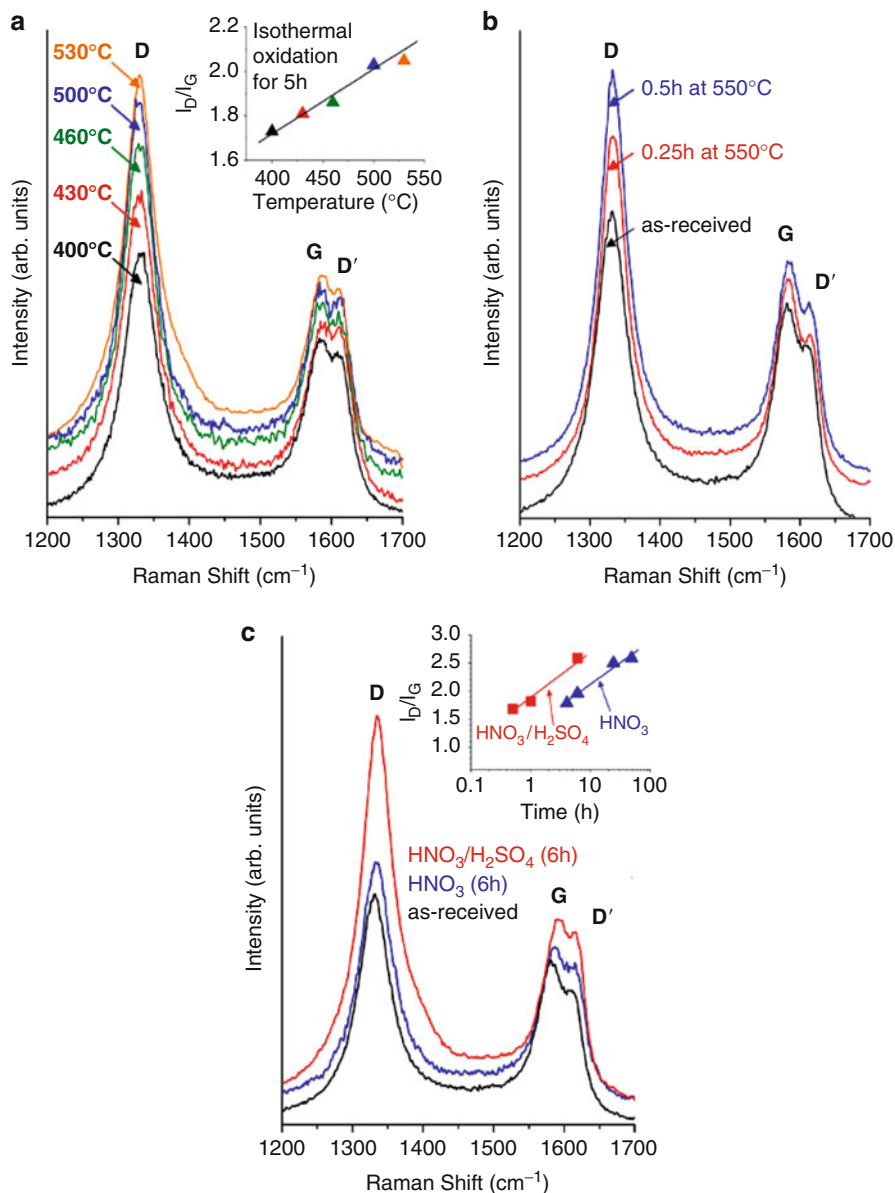 a
530°C
500°C
460°C
430°C
400°C
D
G
D′
Intensity (arb. units)
1200 1300 1400 1500 1600 1700
Raman Shift (cm⁻¹)
Isothermal
oxidation
for 5h
I_D/I_G
2.2
2.0
1.8
1.6
400 450 500 550
Temperature (°C)
b
D
0.5h at 550°C
0.25h at 550°C
as-received
G
D′
Intensity (arb. units)
1200 1300 1400 1500 1600 1700
Raman Shift (cm⁻¹)
c
D
G
D′
HNO₃/H₂SO₄ (6h)
HNO₃ (6h)
as-received
Intensity (arb. units)
1200 1300 1400 1500 1600 1700
Raman Shift (cm⁻¹)
I_D/I_G
3.0
2.5
2.0
1.5
1.0
HNO₃/H₂SO₄
HNO₃
0.1 1 10 100
Time (h)